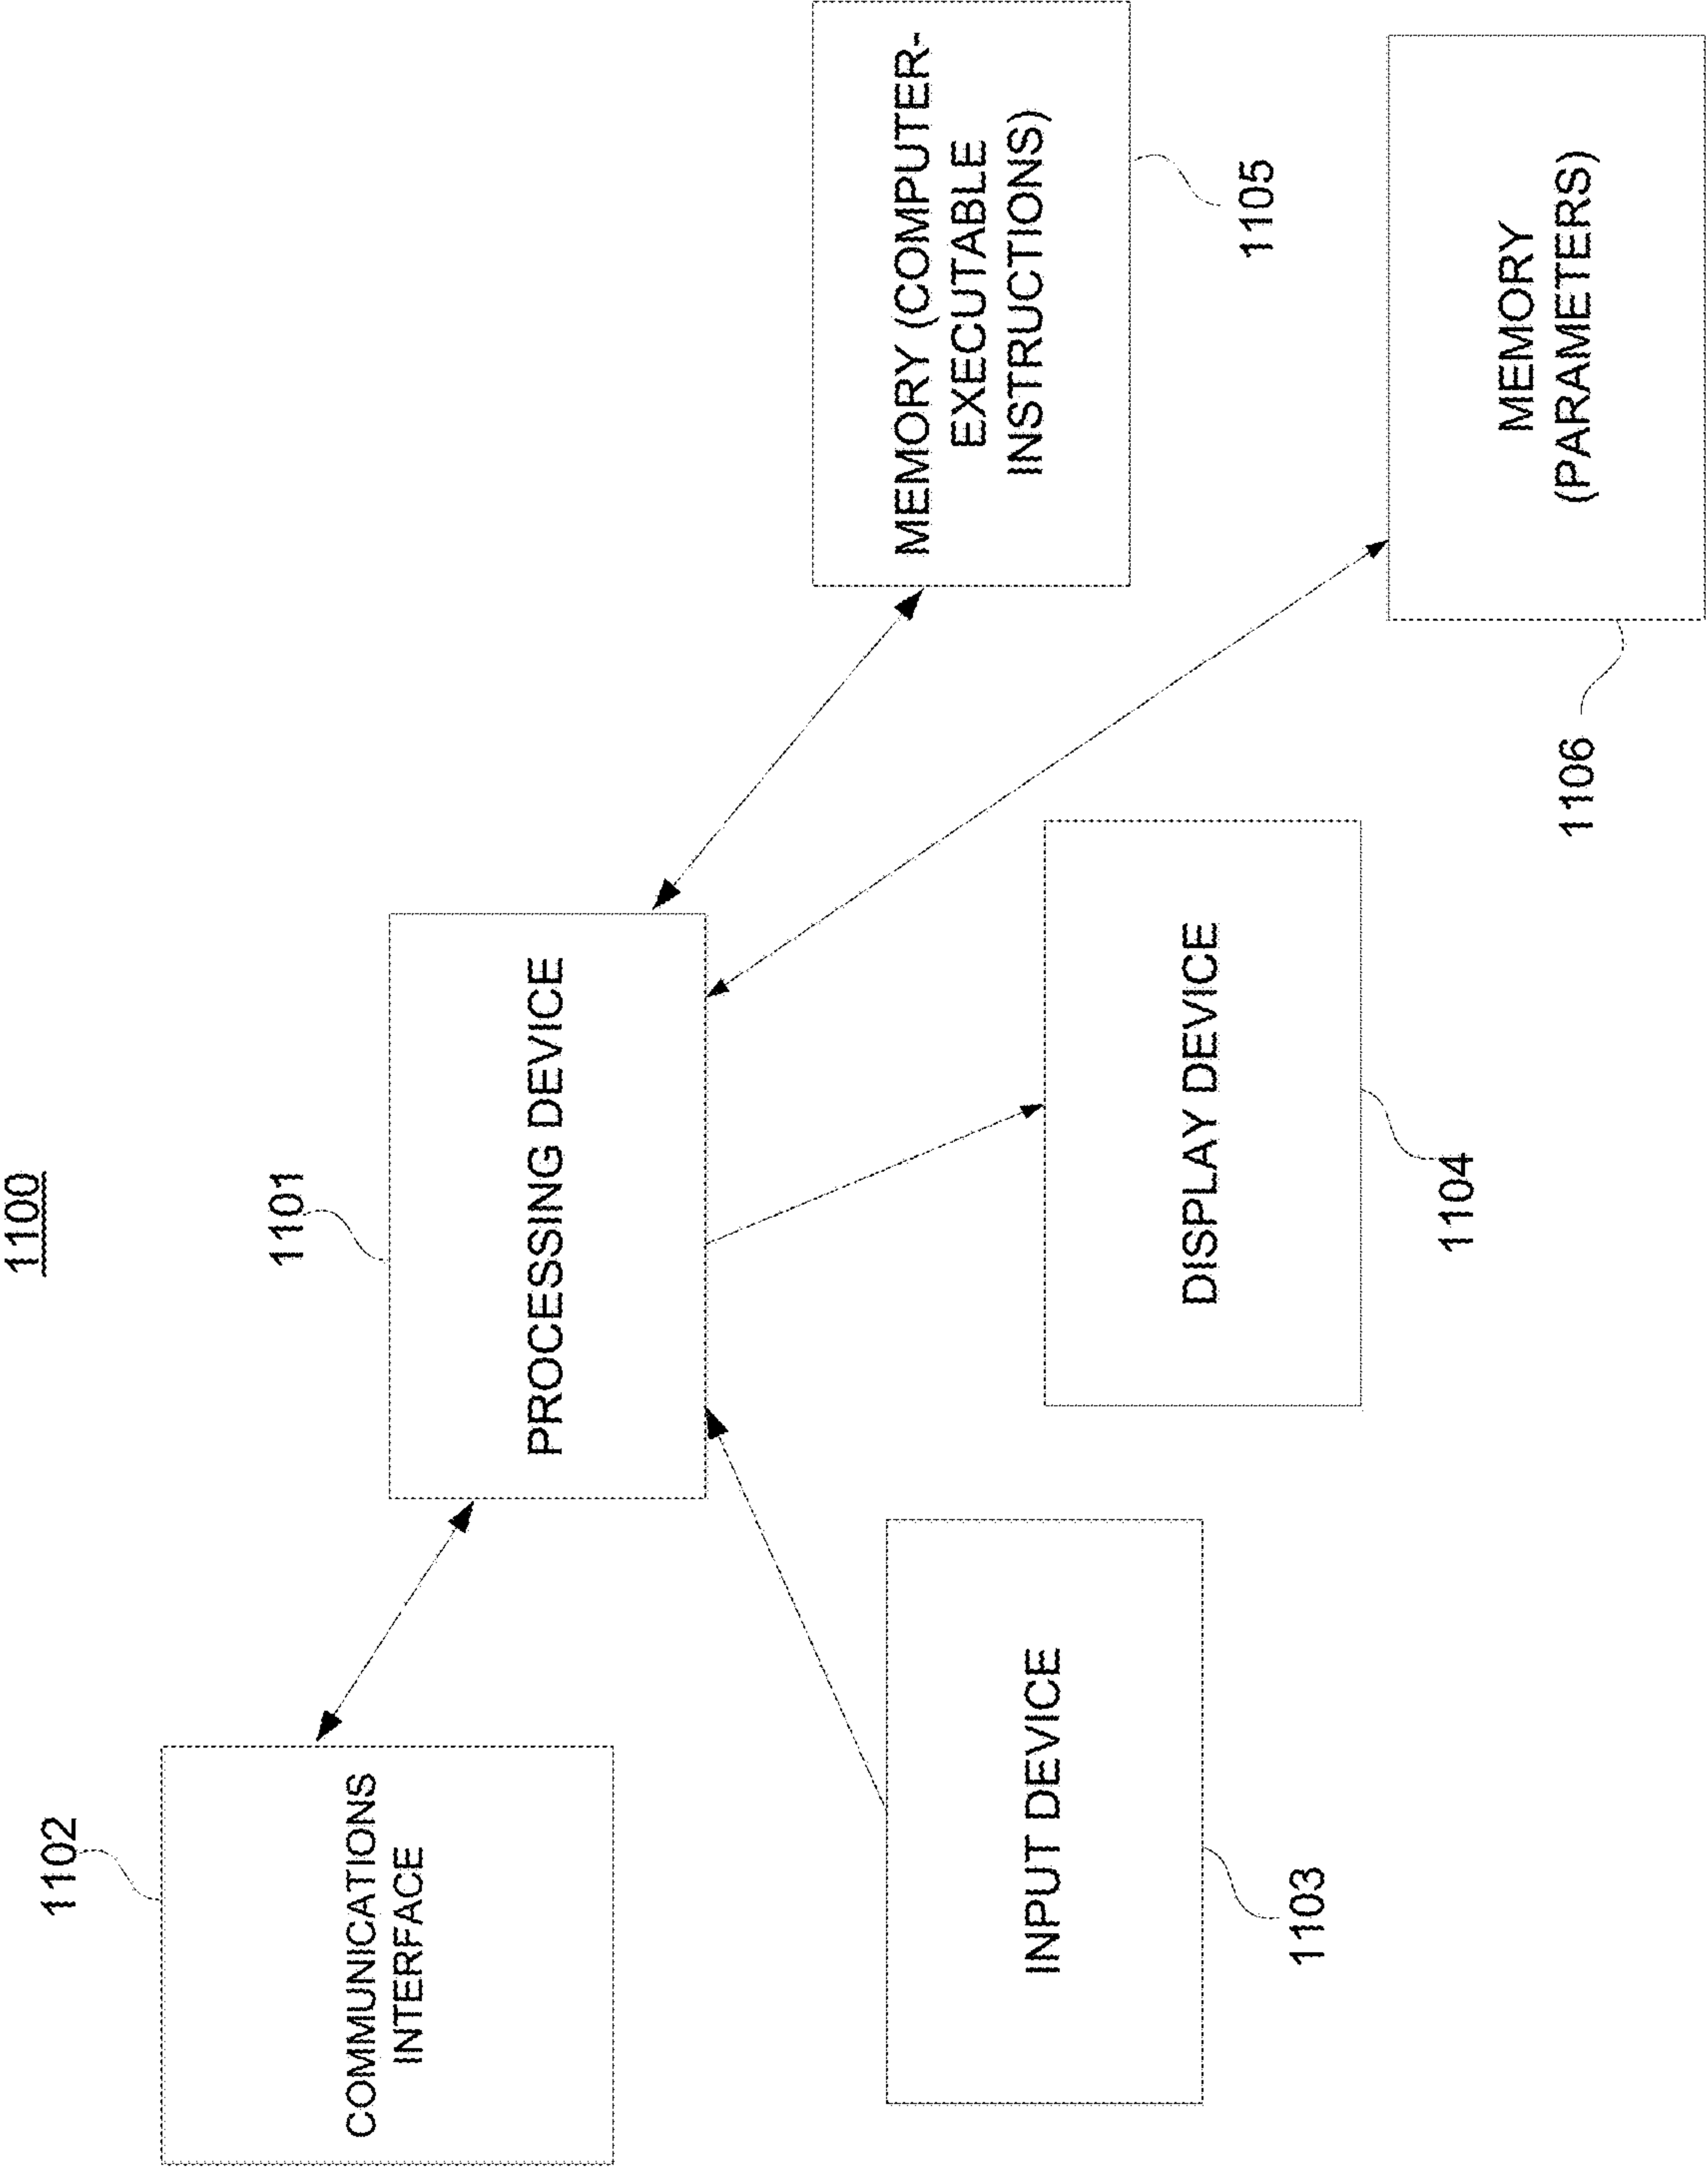 1100
1101
PROCESSING DEVICE
1102
COMMUNICATIONS
INTERFACE
INPUT DEVICE
1103
DISPLAY DEVICE
1104
MEMORY (COMPUTER-
EXECUTABLE
INSTRUCTIONS)
1105
MEMORY
(PARAMETERS)
1106